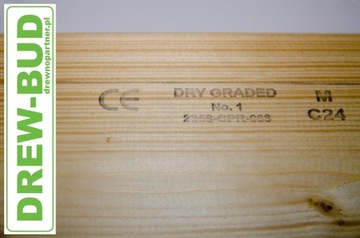 DREW-BUD
drewnopartner.pl
CE
DRY GRADED
No. 1
M
C24